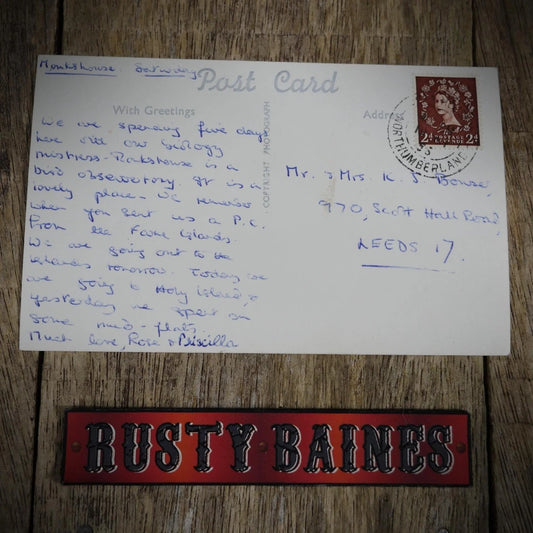 Monkshouse. Saturday
Post Card
With Greetings
Address
We are spending five days
here with our biology
mistress. Monkshouse is a
bird observatory. It is a
lovely place. We remember
when you sent us a P.C.
from the Farne Islands.
We are going out to the
islands tomorrow. Today we
are going to Holy Island, &
yesterday we spent on
some mud-flats.
Much love, Rose & Priscilla
COPYRIGHT PHOTOGRAPH
2d POSTAGE REVENUE 2d
NORTHUMBERLAND
Mr. & Mrs. K. S.
970, Scott Hall Road,
LEEDS 17.
RUSTY BAINES